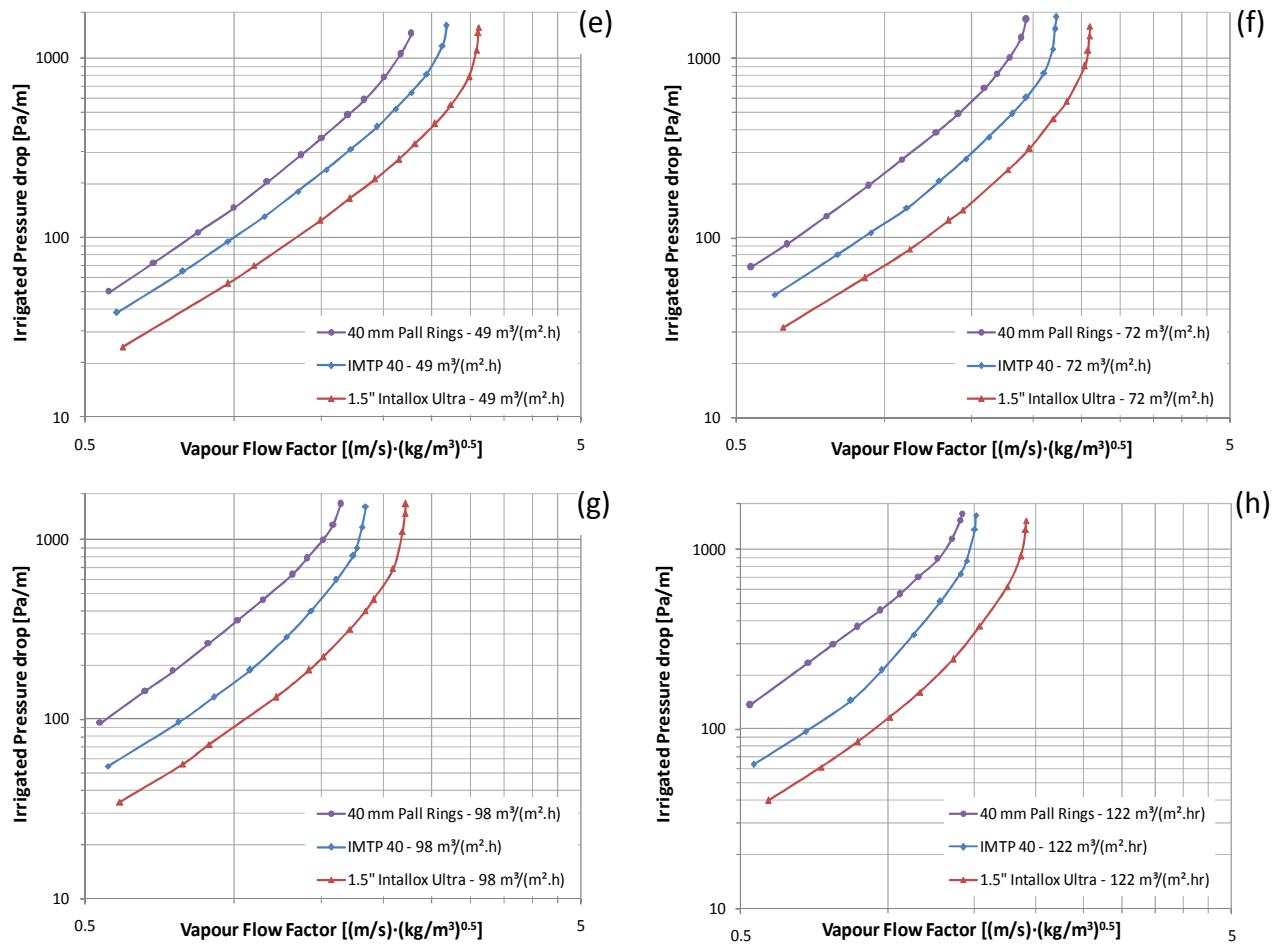 (e)
Irrigated Pressure drop [Pa/m]
1000
100
10
40 mm Pall Rings - 49 m³/(m².h)
IMTP 40 - 49 m³/(m².h)
1.5" Intallox Ultra - 49 m³/(m².h)
0.5
Vapour Flow Factor [(m/s)·(kg/m³)⁰·⁵]
5
(f)
Irrigated Pressure drop [Pa/m]
1000
100
10
40 mm Pall Rings - 72 m³/(m².h)
IMTP 40 - 72 m³/(m².h)
1.5" Intallox Ultra - 72 m³/(m².h)
0.5
Vapour Flow Factor [(m/s)·(kg/m³)⁰·⁵]
5
(g)
Irrigated Pressure drop [Pa/m]
1000
100
10
40 mm Pall Rings - 98 m³/(m².h)
IMTP 40 - 98 m³/(m².h)
1.5" Intallox Ultra - 98 m³/(m².h)
0.5
Vapour Flow Factor [(m/s)·(kg/m³)⁰·⁵]
5
(h)
Irrigated Pressure drop [Pa/m]
1000
100
10
40 mm Pall Rings - 122 m³/(m².hr)
IMTP 40 - 122 m³/(m².hr)
1.5" Intallox Ultra - 122 m³/(m².hr)
0.5
Vapour Flow Factor [(m/s)·(kg/m³)⁰·⁵]
5